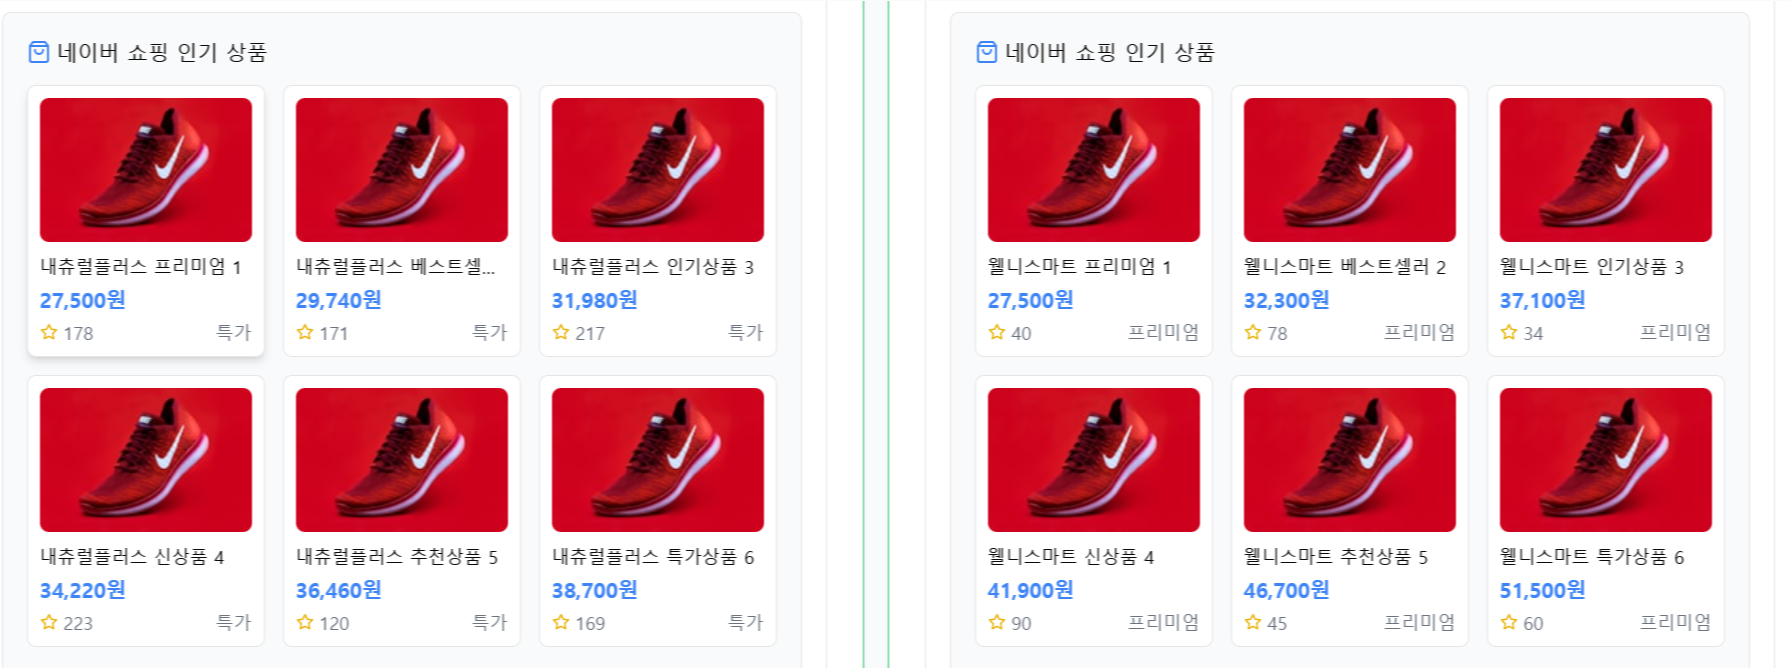 네이버 쇼핑 인기 상품
내츄럴플러스 프리미엄 1
27,500원
178 특가
내츄럴플러스 베스트셀...
29,740원
171 특가
내츄럴플러스 인기상품 3
31,980원
217 특가
내츄럴플러스 신상품 4
34,220원
223 특가
내츄럴플러스 추천상품 5
36,460원
120 특가
내츄럴플러스 특가상품 6
38,700원
169 특가
네이버 쇼핑 인기 상품
웰니스마트 프리미엄 1
27,500원
40 프리미엄
웰니스마트 베스트셀러 2
32,300원
78 프리미엄
웰니스마트 인기상품 3
37,100원
34 프리미엄
웰니스마트 신상품 4
41,900원
90 프리미엄
웰니스마트 추천상품 5
46,700원
45 프리미엄
웰니스마트 특가상품 6
51,500원
60 프리미엄